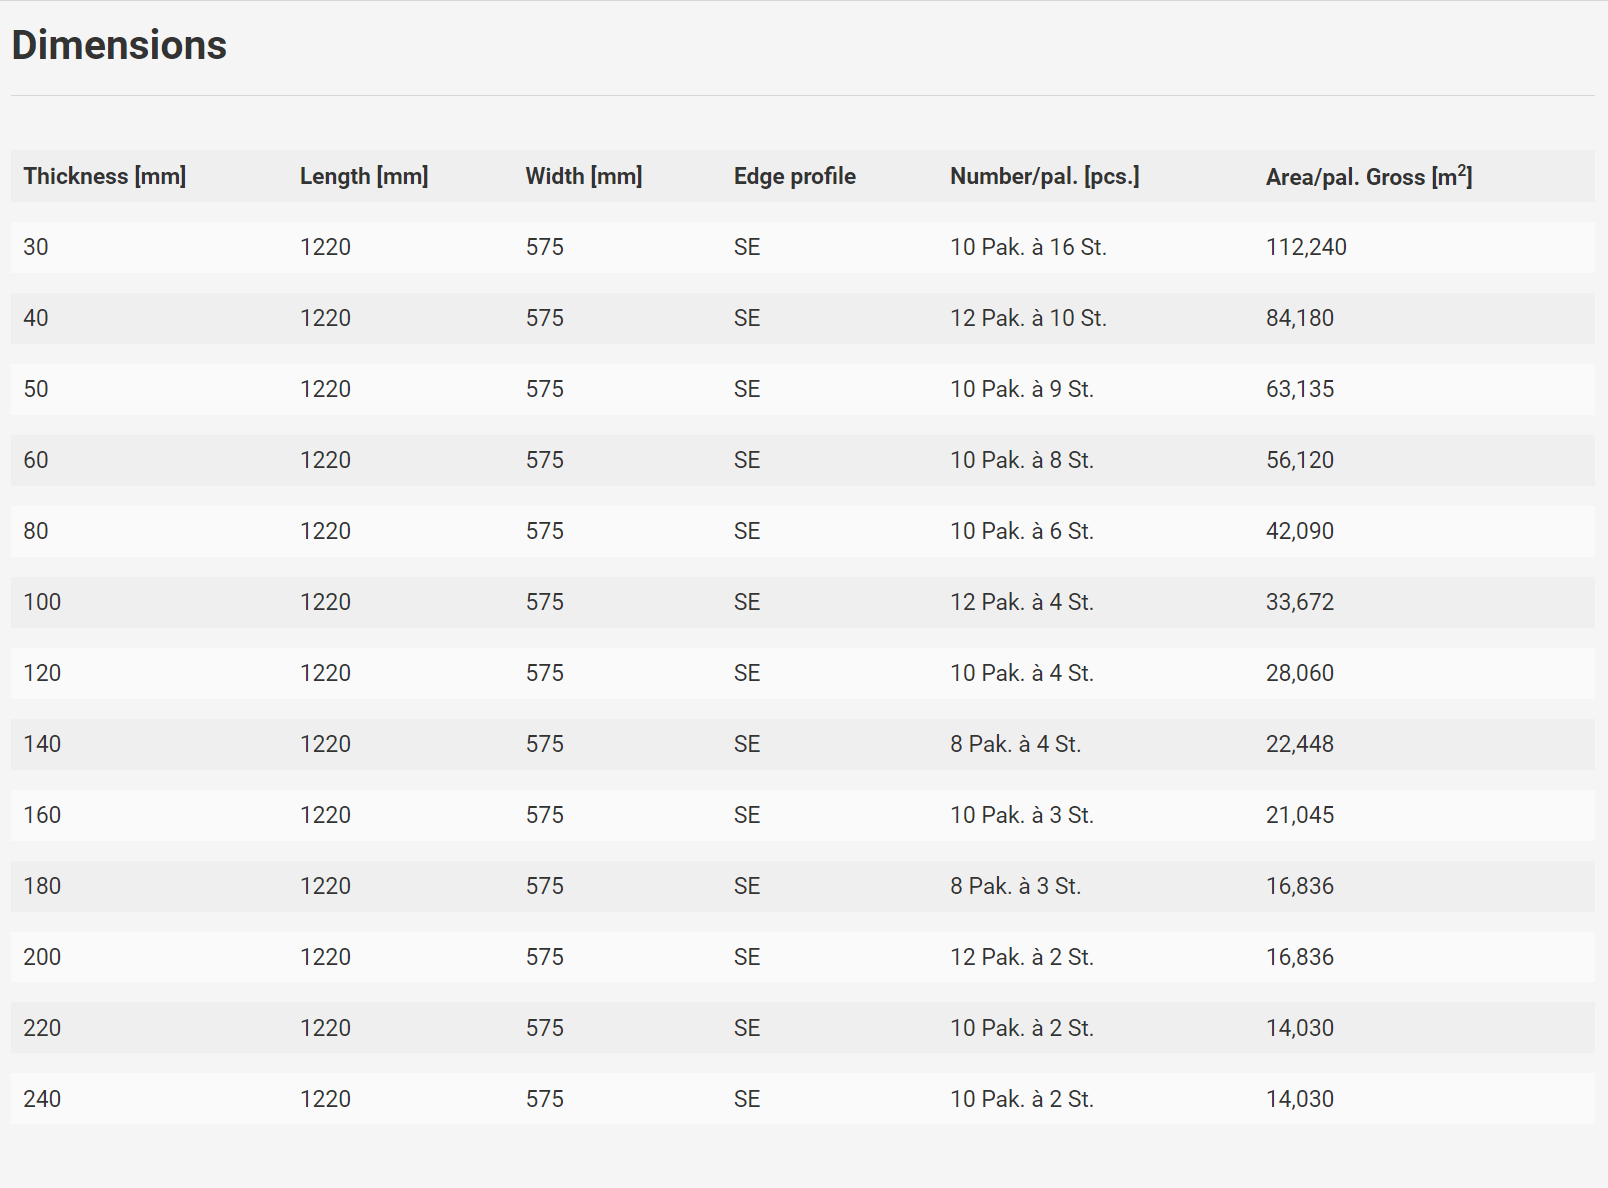 Dimensions
Thickness [mm] Length [mm] Width [mm] Edge profile Number/pal. [pcs.] Area/pal. Gross [m²]
30 1220 575 SE 10 Pak. à 16 St. 112,240
40 1220 575 SE 12 Pak. à 10 St. 84,180
50 1220 575 SE 10 Pak. à 9 St. 63,135
60 1220 575 SE 10 Pak. à 8 St. 56,120
80 1220 575 SE 10 Pak. à 6 St. 42,090
100 1220 575 SE 12 Pak. à 4 St. 33,672
120 1220 575 SE 10 Pak. à 4 St. 28,060
140 1220 575 SE 8 Pak. à 4 St. 22,448
160 1220 575 SE 10 Pak. à 3 St. 21,045
180 1220 575 SE 8 Pak. à 3 St. 16,836
200 1220 575 SE 12 Pak. à 2 St. 16,836
220 1220 575 SE 10 Pak. à 2 St. 14,030
240 1220 575 SE 10 Pak. à 2 St. 14,030